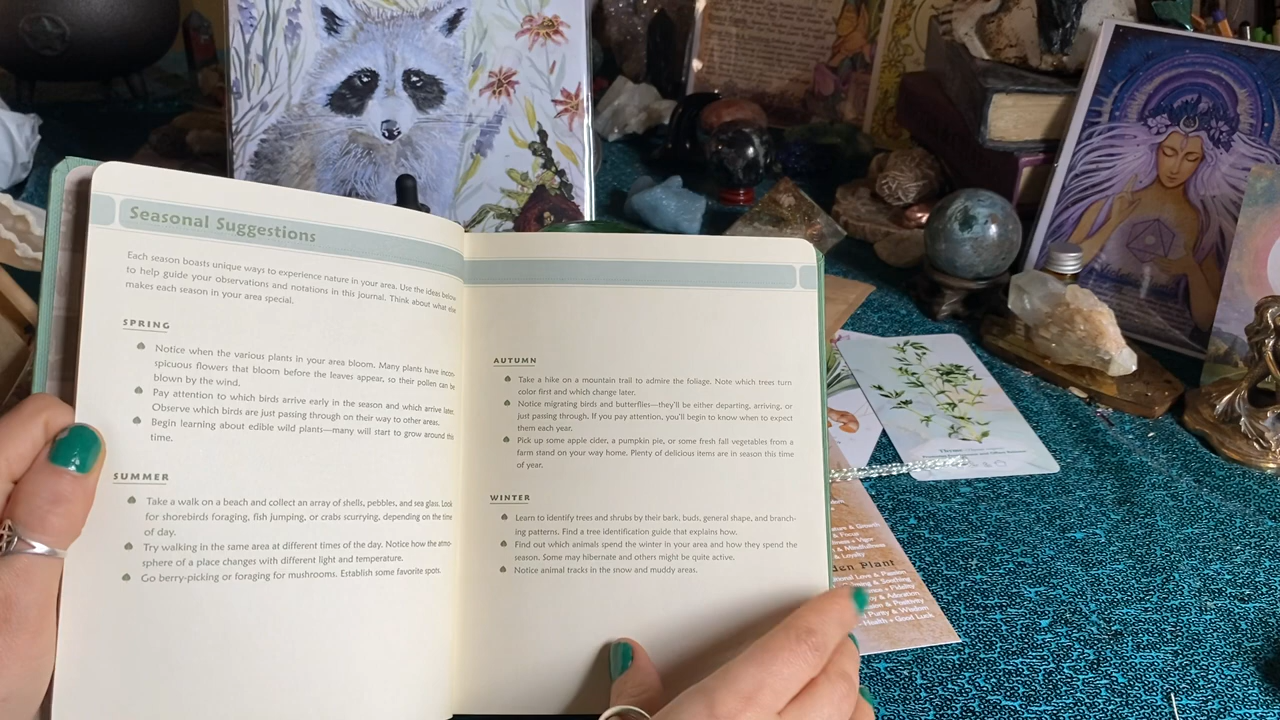 Seasonal Suggestions
Each season boasts unique ways to experience nature in your area. Use the ideas below
to help guide your observations and notations in this journal. Think about what else
makes each season in your area special.
SPRING
Notice when the various plants in your area bloom. Many plants have incon-
spicuous flowers that bloom before the leaves appear, so their pollen can be
blown by the wind.
Pay attention to which birds arrive early in the season and which arrive later.
Observe which birds are just passing through on their way to other areas.
Begin learning about edible wild plants—many will start to grow around this
time.
SUMMER
Take a walk on a beach and collect an array of shells, pebbles, and sea glass. Look
for shorebirds foraging, fish jumping, or crabs scurrying, depending on the time
of day.
Try walking in the same area at different times of the day. Notice how the atmo-
sphere of a place changes with different light and temperature.
Go berry-picking or foraging for mushrooms. Establish some favorite spots.
AUTUMN
Take a hike on a mountain trail to admire the foliage. Note which trees turn
color first and which change later.
Notice migrating birds and butterflies—they'll be either departing, arriving, or
just passing through. If you pay attention, you'll begin to know when to expect
them each year.
Pick up some apple cider, a pumpkin pie, or some fresh fall vegetables from a
farm stand on your way home. Plenty of delicious items are in season this time
of year.
WINTER
Learn to identify trees and shrubs by their bark, buds, general shape, and branch-
ing patterns. Find a tree identification guide that explains how.
Find out which animals spend the winter in your area and how they spend the
season. Some may hibernate and others might be quite active.
Notice animal tracks in the snow and muddy areas.
Thyme
Plant
Love & Passion
& Soothing
Fidelity
& Adoration
& Positivity
Purity & Wisdom
Health + Good Luck